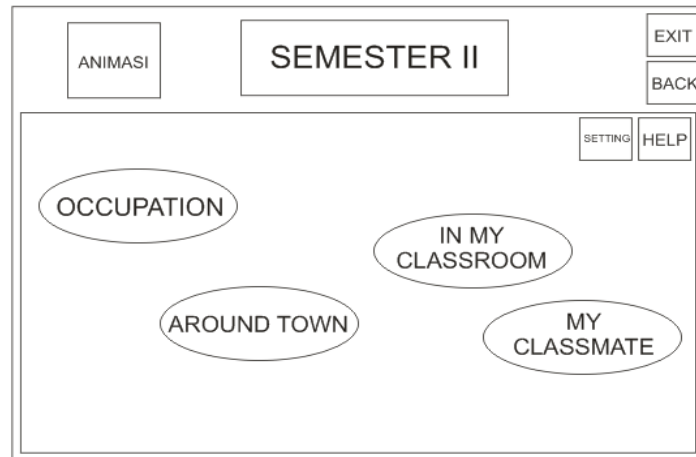 ANIMASI
SEMESTER II
EXIT
BACK
SETTING
HELP
OCCUPATION
IN MY
CLASSROOM
AROUND TOWN
MY
CLASSMATE